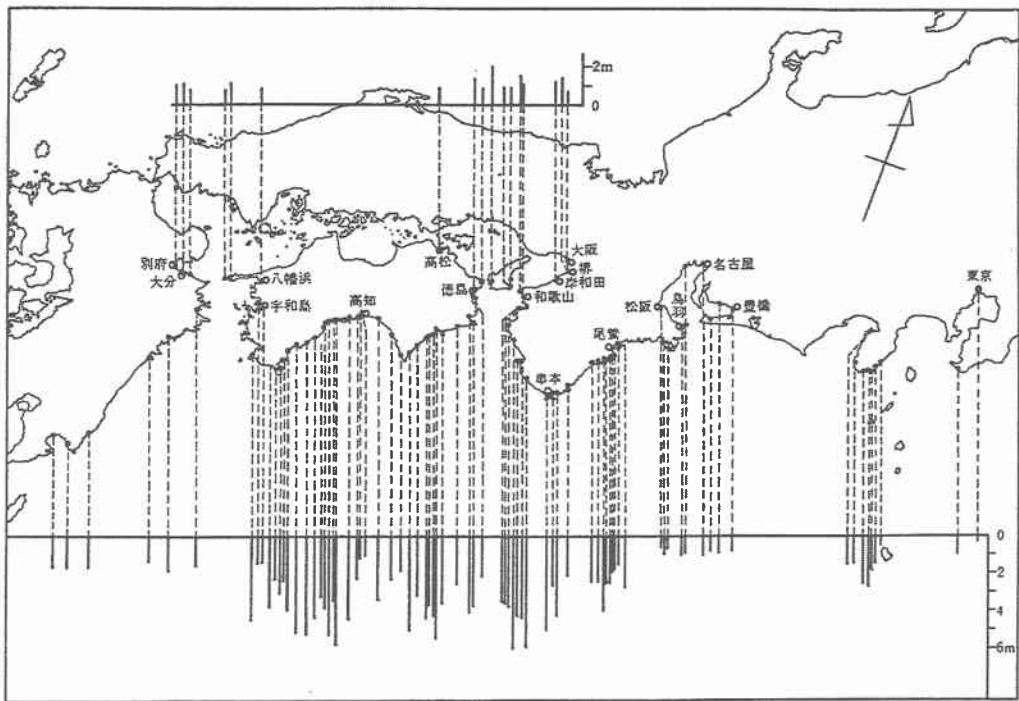 2m
0
別府
大分
八幡浜
宇和島
高知
高松
徳島
大阪
堺
岸和田
和歌山
串本
尾鷲
松阪
鳥羽
名古屋
豊橋
東京
0
2
4
6m